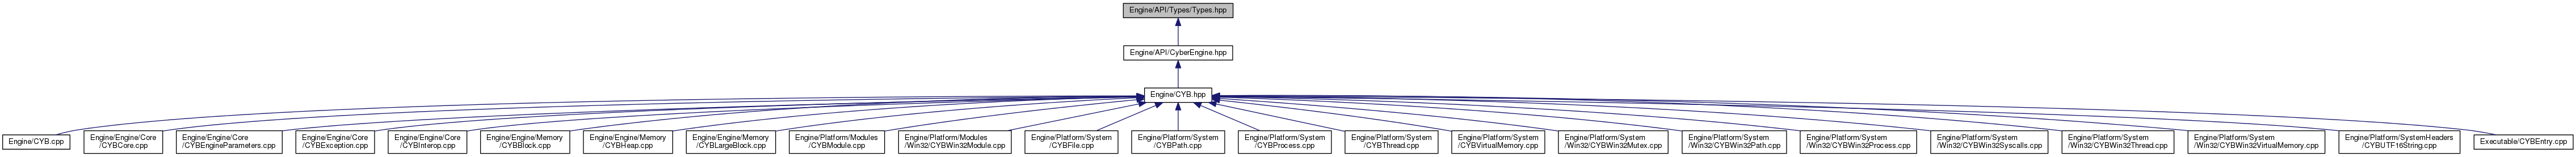 Engine/API/Types/Types.hpp
Engine/API/CyberEngine.hpp
Engine/CYB.hpp
Engine/CYB.cpp
Engine/Engine/Core
/CYBCore.cpp
Engine/Engine/Core
/CYBEngineParameters.cpp
Engine/Engine/Core
/CYBException.cpp
Engine/Engine/Core
/CYBInterop.cpp
Engine/Engine/Memory
/CYBBlock.cpp
Engine/Engine/Memory
/CYBHeap.cpp
Engine/Engine/Memory
/CYBLargeBlock.cpp
Engine/Platform/Modules
/CYBModule.cpp
Engine/Platform/Modules
/Win32/CYBWin32Module.cpp
Engine/Platform/System
/CYBFile.cpp
Engine/Platform/System
/CYBPath.cpp
Engine/Platform/System
/CYBProcess.cpp
Engine/Platform/System
/CYBThread.cpp
Engine/Platform/System
/CYBVirtualMemory.cpp
Engine/Platform/System
/Win32/CYBWin32Mutex.cpp
Engine/Platform/System
/Win32/CYBWin32Path.cpp
Engine/Platform/System
/Win32/CYBWin32Process.cpp
Engine/Platform/System
/Win32/CYBWin32Syscalls.cpp
Engine/Platform/System
/Win32/CYBWin32Thread.cpp
Engine/Platform/System
/Win32/CYBWin32VirtualMemory.cpp
Engine/Platform/SystemHeaders
/CYBUTF16String.cpp
Executable/CYBEntry.cpp